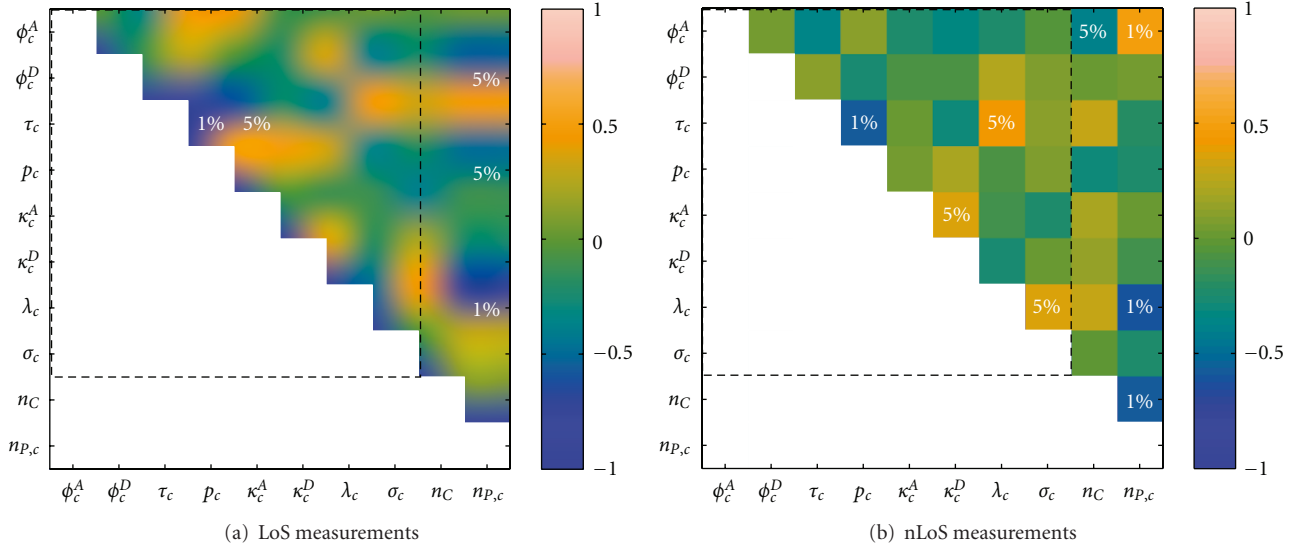 ϕ_c^A
ϕ_c^D
τ_c
p_c
κ_c^A
κ_c^D
λ_c
σ_c
n_C
n_{P,c}
5%
1% 5%
5%
1%
1
0.5
0
−0.5
−1
ϕ_c^A ϕ_c^D τ_c p_c κ_c^A κ_c^D λ_c σ_c n_C n_{P,c}
(a) LoS measurements
ϕ_c^A
ϕ_c^D
τ_c
p_c
κ_c^A
κ_c^D
λ_c
σ_c
n_C
n_{P,c}
5% 1%
1% 5%
5%
5% 1%
1%
1
0.5
0
−0.5
−1
ϕ_c^A ϕ_c^D τ_c p_c κ_c^A κ_c^D λ_c σ_c n_C n_{P,c}
(b) nLoS measurements